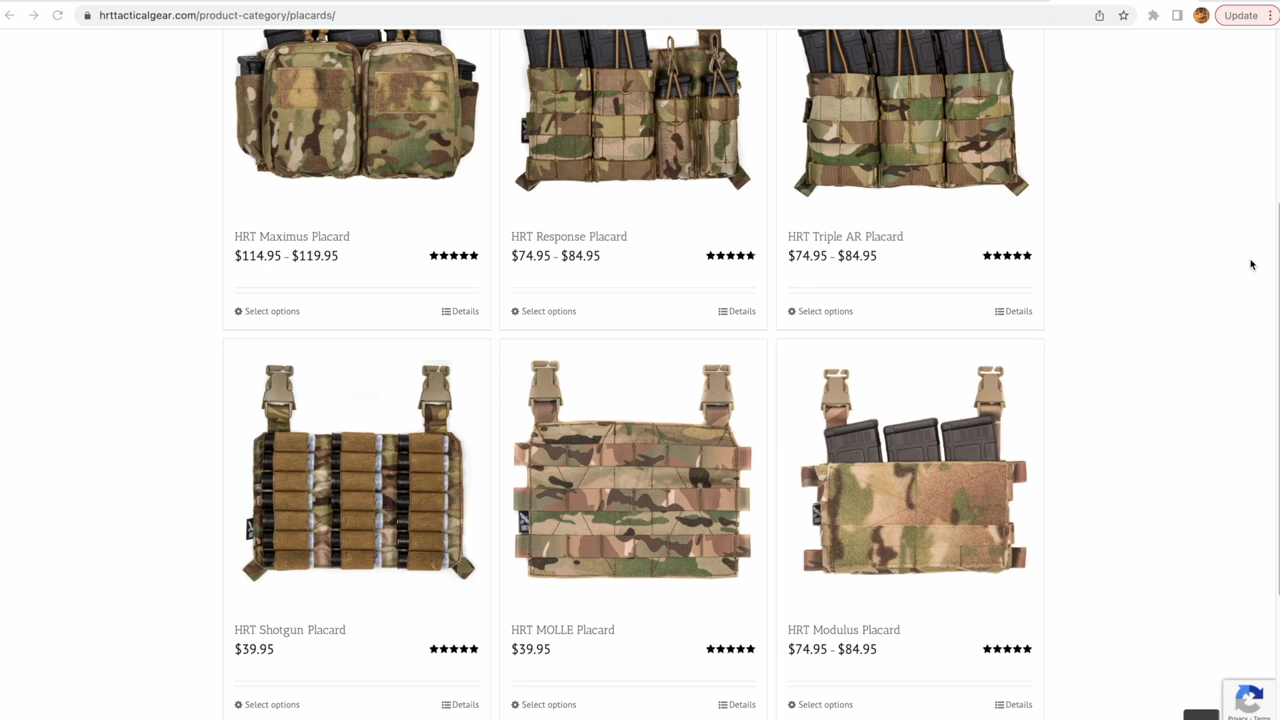 hrttacticalgear.com/product-category/placards/
Update
HRT Maximus Placard
$114.95 – $119.95
Select options
Details
HRT Response Placard
$74.95 – $84.95
Select options
Details
HRT Triple AR Placard
$74.95 – $84.95
Select options
Details
HRT Shotgun Placard
$39.95
Select options
Details
HRT MOLLE Placard
$39.95
Select options
Details
HRT Modulus Placard
$74.95 – $84.95
Select options
Details
Privacy - Terms